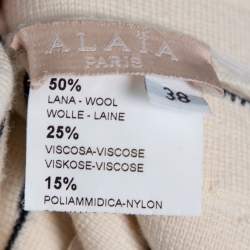 ALAÏA
PARIS
38
50%
LANA - WOOL
WOLLE - LAINE
25%
VISCOSA-VISCOSE
VISKOSE-VISCOSE
15%
POLIAMMIDICA-NYLON